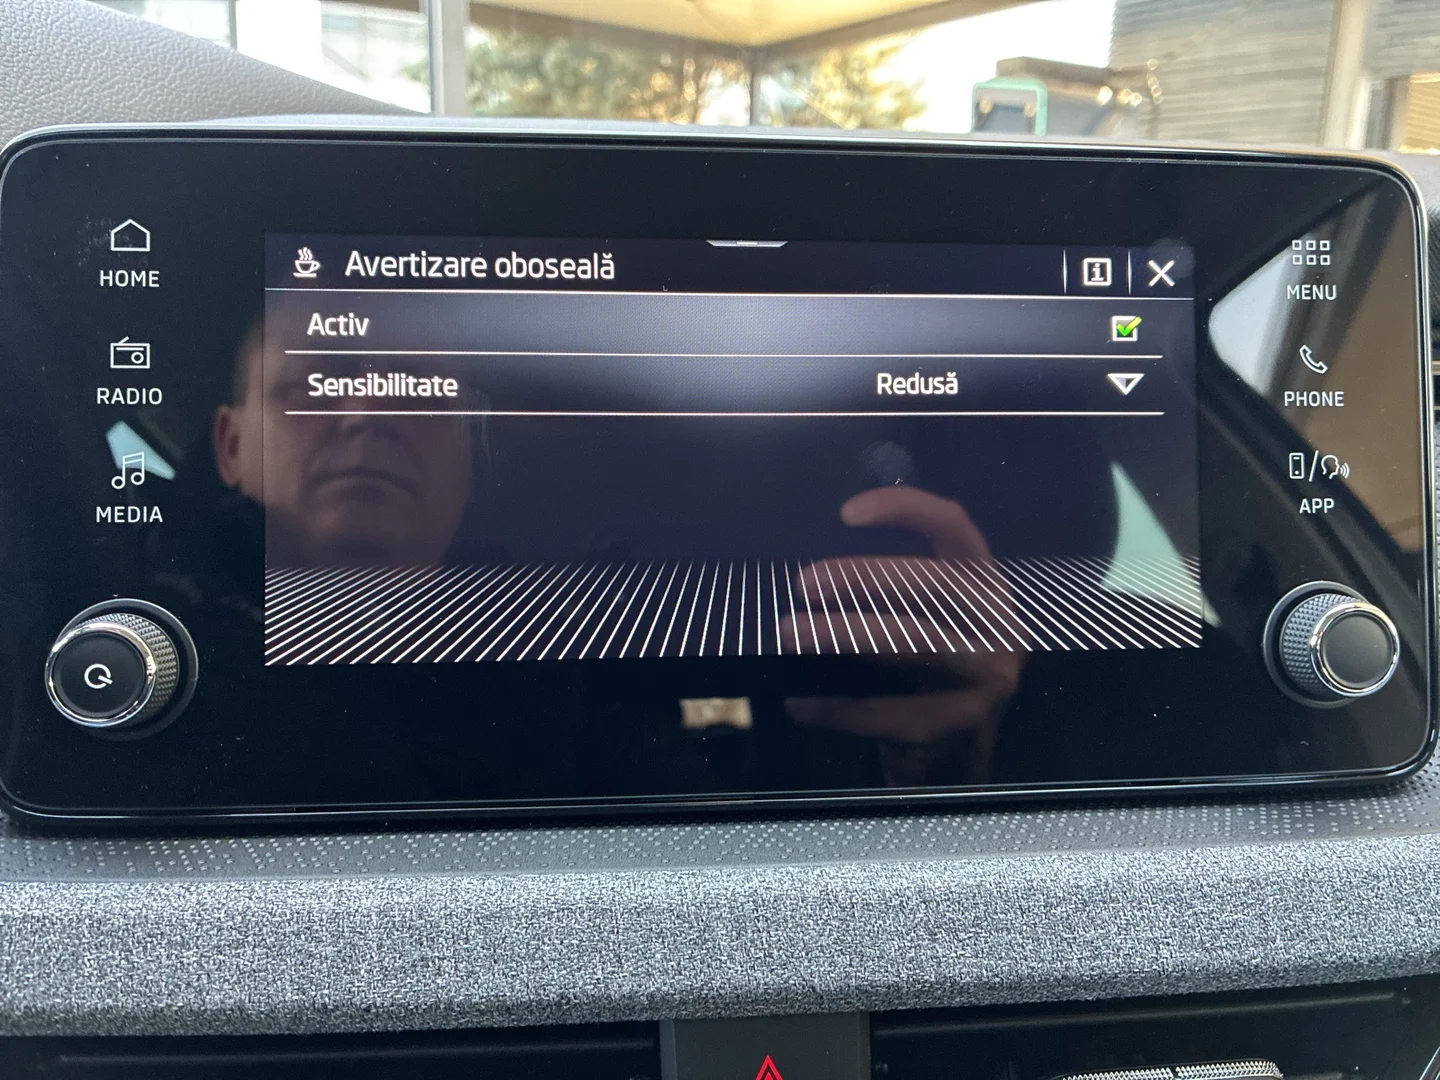 HOME
RADIO
MEDIA
Avertizare oboseală
Activ
Sensibilitate Redusă
MENU
PHONE
APP